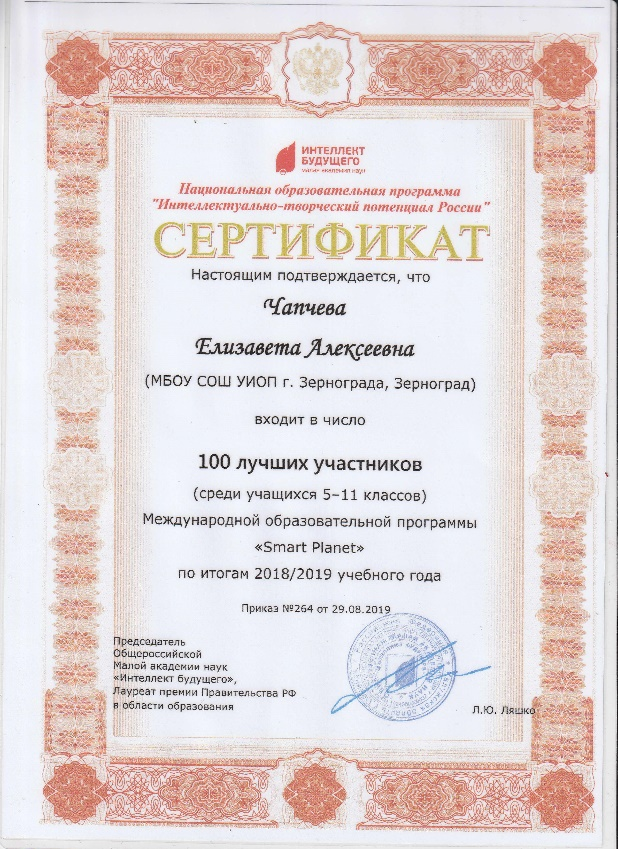 ИНТЕЛЛЕКТ
БУДУЩЕГО
МАЛАЯ АКАДЕМИЯ НАУК
Национальная образовательная программа
"Интеллектуально-творческий потенциал России"
СЕРТИФИКАТ
Настоящим подтверждается, что
Чапчева
Елизавета Алексеевна
(МБОУ СОШ УИОП г. Зернограда, Зерноград)
входит в число
100 лучших участников
(среди учащихся 5–11 классов)
Международной образовательной программы
«Smart Planet»
по итогам 2018/2019 учебного года
Приказ №264 от 29.08.2019
Председатель
Общероссийской
Малой академии наук
«Интеллект будущего»,
Лауреат премии Правительства РФ
в области образования
Л.Ю. Ляшко